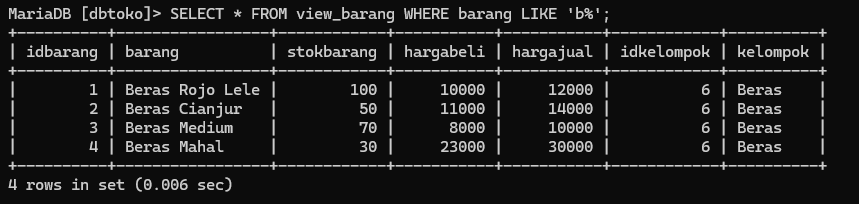 MariaDB [dbtoko]> SELECT * FROM view_barang WHERE barang LIKE 'b%';
+----------+-----------------+------------+-----------+-----------+------------+----------+
| idbarang | barang          | stokbarang | hargabeli | hargajual | idkelompok | kelompok |
+----------+-----------------+------------+-----------+-----------+------------+----------+
|        1 | Beras Rojo Lele |        100 |     10000 |     12000 |          6 | Beras    |
|        2 | Beras Cianjur   |         50 |     11000 |     14000 |          6 | Beras    |
|        3 | Beras Medium    |         70 |      8000 |     10000 |          6 | Beras    |
|        4 | Beras Mahal     |         30 |     23000 |     30000 |          6 | Beras    |
+----------+-----------------+------------+-----------+-----------+------------+----------+
4 rows in set (0.006 sec)